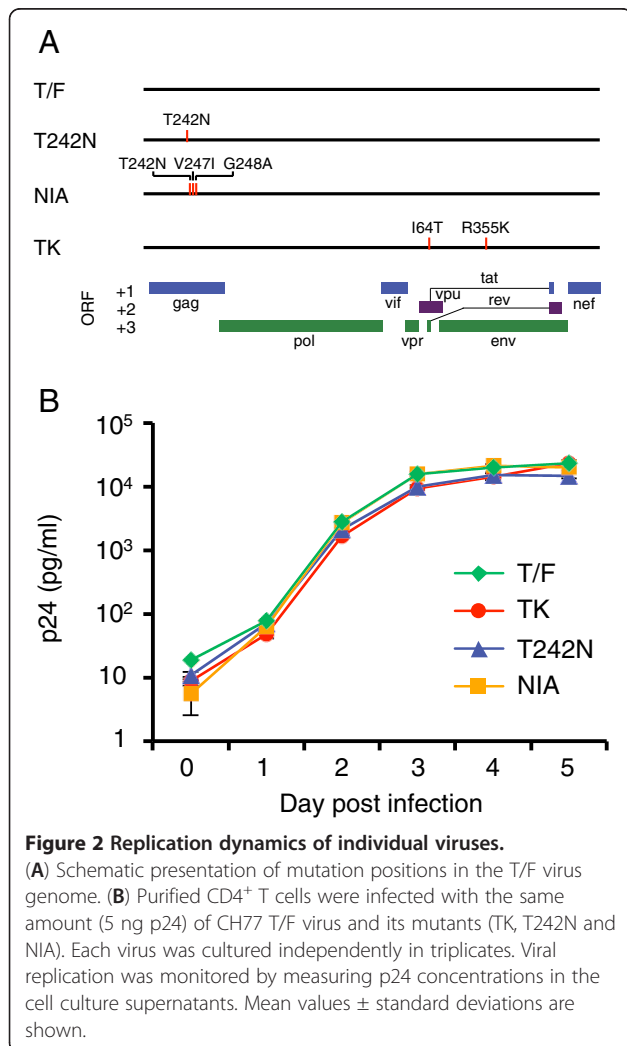 A
T/F
T242N
T242N
T242N V247I G248A
NIA
I64T R355K
TK
ORF
+1
+2
+3
gag
vif
vpu
tat
rev
nef
pol
vpr
env
B
p24 (pg/ml)
10⁵
10⁴
10³
10²
10
1
T/F
TK
T242N
NIA
0 1 2 3 4 5
Day post infection
Figure 2 Replication dynamics of individual viruses.
(A) Schematic presentation of mutation positions in the T/F virus
genome. (B) Purified CD4⁺ T cells were infected with the same
amount (5 ng p24) of CH77 T/F virus and its mutants (TK, T242N and
NIA). Each virus was cultured independently in triplicates. Viral
replication was monitored by measuring p24 concentrations in the
cell culture supernatants. Mean values ± standard deviations are
shown.